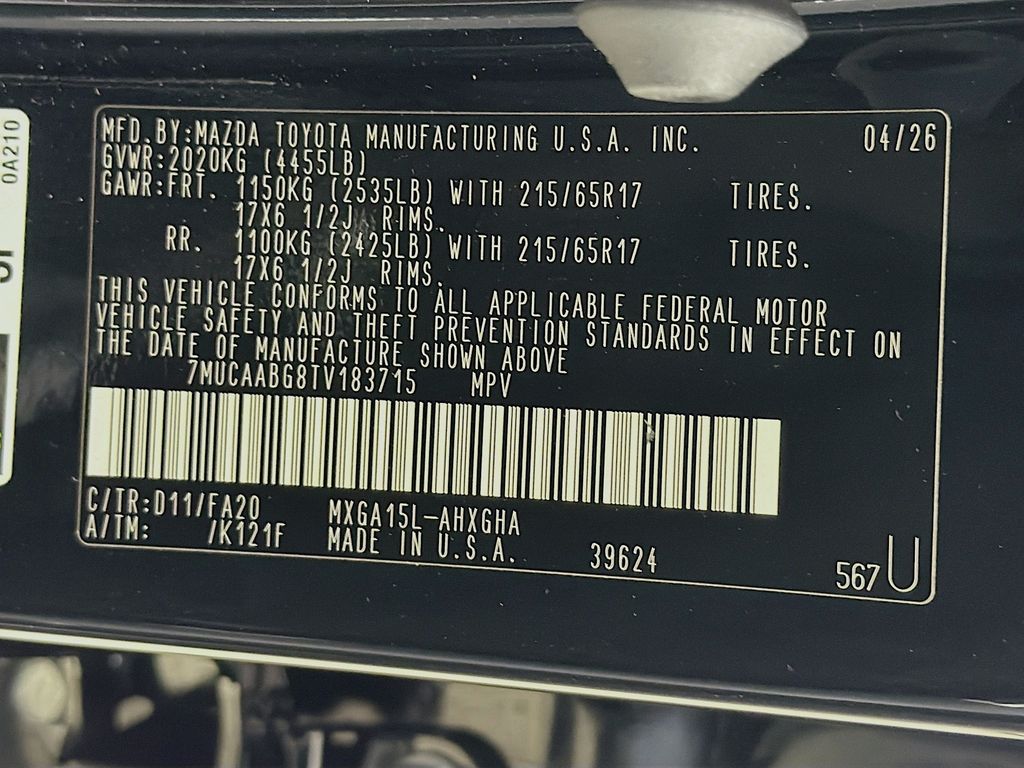 MFD.BY:MAZDA TOYOTA MANUFACTURING U.S.A. INC. 04/26
GVWR:2020KG (4455LB)
GAWR:FRT. 1150KG (2535LB) WITH 215/65R17 TIRES.
17X6 1/2J RIMS.
RR. 1100KG (2425LB) WITH 215/65R17 TIRES.
17X6 1/2J RIMS.
THIS VEHICLE CONFORMS TO ALL APPLICABLE FEDERAL MOTOR
VEHICLE SAFETY AND THEFT PREVENTION STANDARDS IN EFFECT ON
THE DATE OF MANUFACTURE SHOWN ABOVE
7MUCAABG8TV183715 MPV
C/TR:D11/FA20 MXGA15L-AHXGHA
A/TM: /K121F MADE IN U.S.A. 39624
567 U
0A210